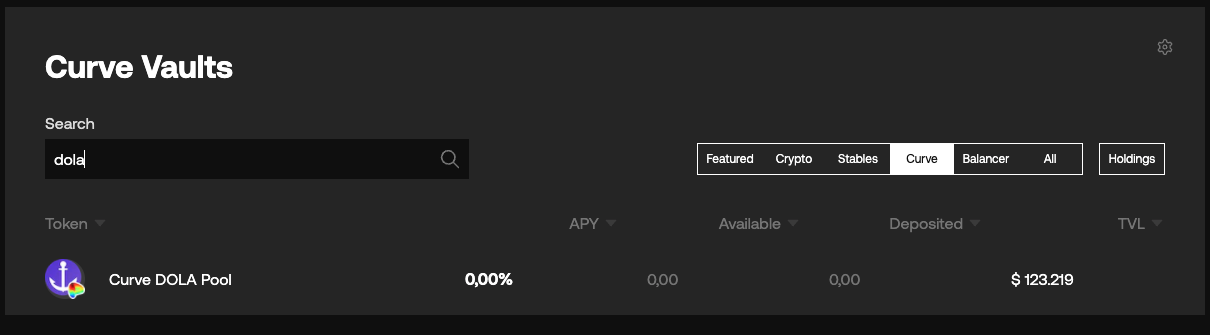 Curve Vaults
Search
dola
Featured Crypto Stables Curve Balancer All Holdings
Token APY Available Deposited TVL
Curve DOLA Pool 0,00% 0,00 0,00 $ 123.219